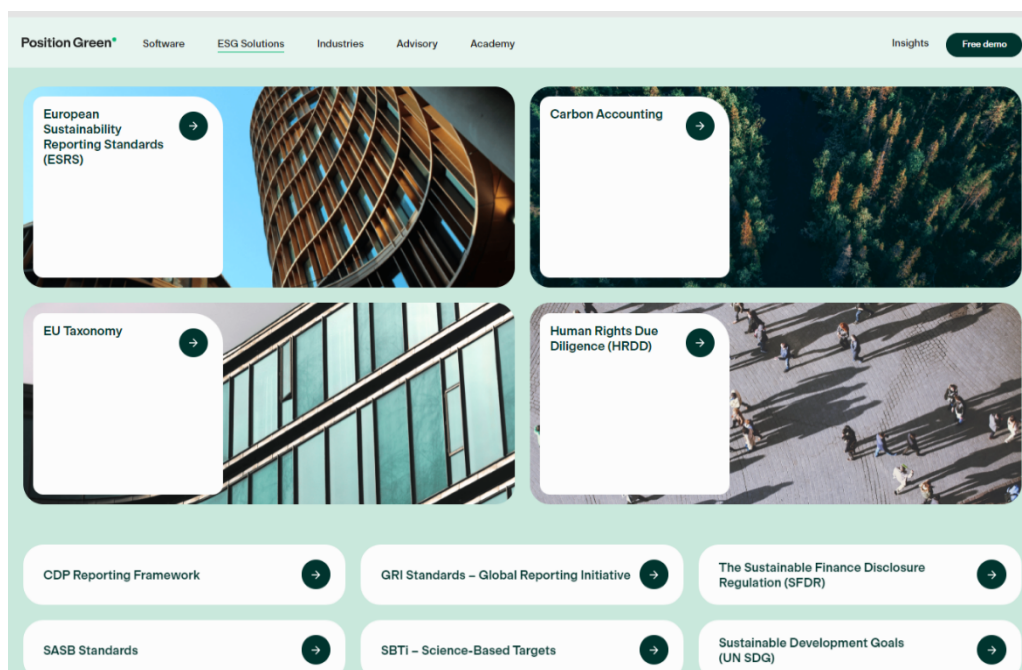 Position Green
Software
ESG Solutions
Industries
Advisory
Academy
Insights
Free demo
European
Sustainability
Reporting Standards
(ESRS)
Carbon Accounting
EU Taxonomy
Human Rights Due
Diligence (HRDD)
CDP Reporting Framework
GRI Standards – Global Reporting Initiative
The Sustainable Finance Disclosure
Regulation (SFDR)
SASB Standards
SBTi – Science-Based Targets
Sustainable Development Goals
(UN SDG)